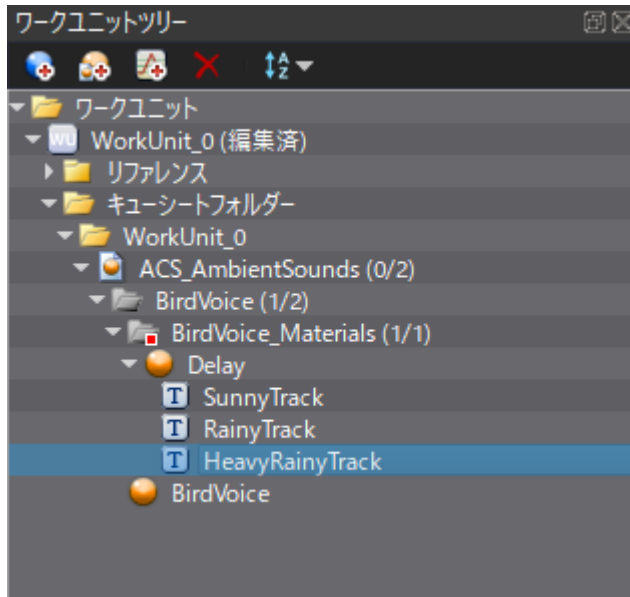 ワークユニットツリー
A
Z
ワークユニット
WU WorkUnit_0 (編集済)
リファレンス
キューシートフォルダー
WorkUnit_0
ACS_AmbientSounds (0/2)
BirdVoice (1/2)
BirdVoice_Materials (1/1)
Delay
T SunnyTrack
T RainyTrack
T HeavyRainyTrack
BirdVoice